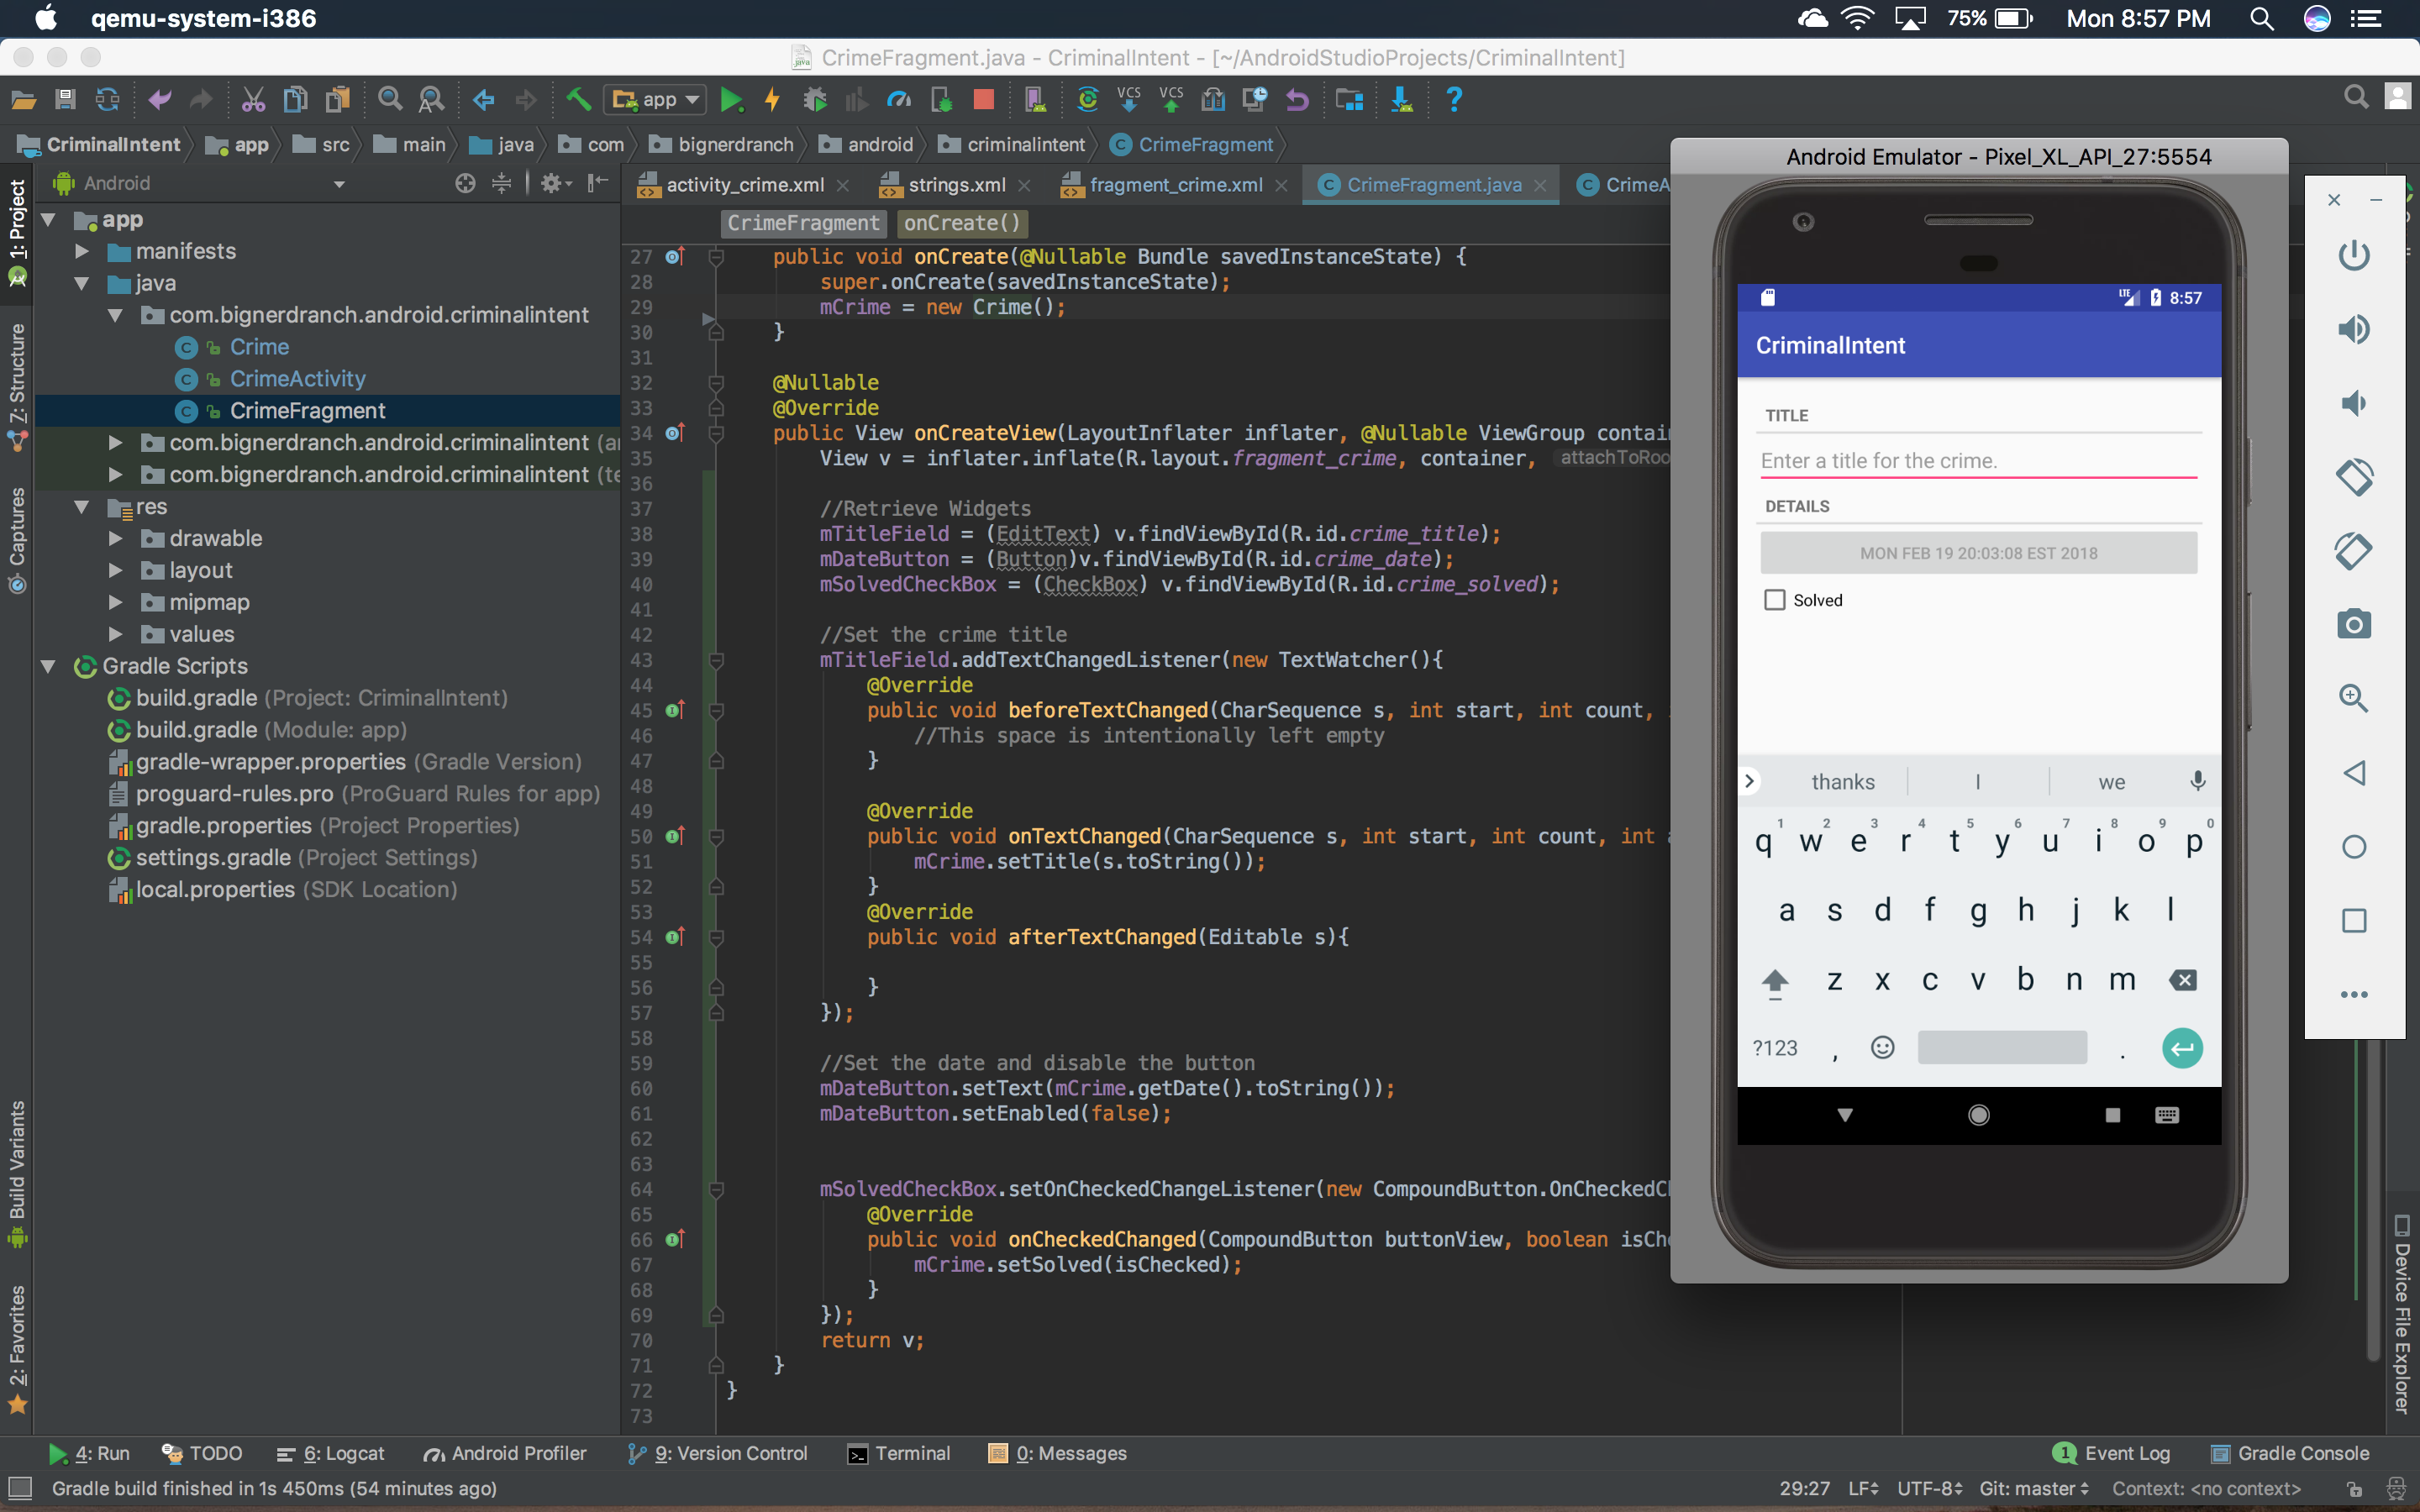 qemu-system-i386
75%
Mon 8:57 PM
CrimeFragment.java - CriminalIntent - [~/AndroidStudioProjects/CriminalIntent]
app
VCS
VCS
?
CriminalIntent
app
src
main
java
com
bignerdranch
android
criminalintent
CrimeFragment
Android
activity_crime.xml
strings.xml
fragment_crime.xml
CrimeFragment.java
CrimeA
CrimeFragment
onCreate()
1: Project
Z: Structure
Captures
Build Variants
2: Favorites
app
manifests
java
com.bignerdranch.android.criminalintent
Crime
CrimeActivity
CrimeFragment
com.bignerdranch.android.criminalintent (a
com.bignerdranch.android.criminalintent (te
res
drawable
layout
mipmap
values
Gradle Scripts
build.gradle (Project: CriminalIntent)
build.gradle (Module: app)
gradle-wrapper.properties (Gradle Version)
proguard-rules.pro (ProGuard Rules for app)
gradle.properties (Project Properties)
settings.gradle (Project Settings)
local.properties (SDK Location)
27 public void onCreate(@Nullable Bundle savedInstanceState) {
28 super.onCreate(savedInstanceState);
29 mCrime = new Crime();
30 }
31
32 @Nullable
33 @Override
34 public View onCreateView(LayoutInflater inflater, @Nullable ViewGroup contai
35 View v = inflater.inflate(R.layout.fragment_crime, container, attachToRoo
36
37 //Retrieve Widgets
38 mTitleField = (EditText) v.findViewById(R.id.crime_title);
39 mDateButton = (Button)v.findViewById(R.id.crime_date);
40 mSolvedCheckBox = (CheckBox) v.findViewById(R.id.crime_solved);
41
42 //Set the crime title
43 mTitleField.addTextChangedListener(new TextWatcher(){
44 @Override
45 public void beforeTextChanged(CharSequence s, int start, int count,
46 //This space is intentionally left empty
47 }
48
49 @Override
50 public void onTextChanged(CharSequence s, int start, int count, int
51 mCrime.setTitle(s.toString());
52 }
53 @Override
54 public void afterTextChanged(Editable s){
55
56 }
57 });
58
59 //Set the date and disable the button
60 mDateButton.setText(mCrime.getDate().toString());
61 mDateButton.setEnabled(false);
62
63
64 mSolvedCheckBox.setOnCheckedChangeListener(new CompoundButton.OnCheckedC
65 @Override
66 public void onCheckedChanged(CompoundButton buttonView, boolean isChe
67 mCrime.setSolved(isChecked);
68 }
69 });
70 return v;
71 }
72 }
73
Android Emulator - Pixel_XL_API_27:5554
LTE
8:57
CriminalIntent
TITLE
Enter a title for the crime.
DETAILS
MON FEB 19 20:03:08 EST 2018
Solved
thanks
I
we
1 2 3 4 5 6 7 8 9 0
q w e r t y u i o p
a s d f g h j k l
z x c v b n m
?123 , .
Device File Explorer
4: Run
TODO
6: Logcat
Android Profiler
9: Version Control
Terminal
0: Messages
1 Event Log
Gradle Console
Gradle build finished in 1s 450ms (54 minutes ago)
29:27
LF
UTF-8
Git: master
Context: <no context>